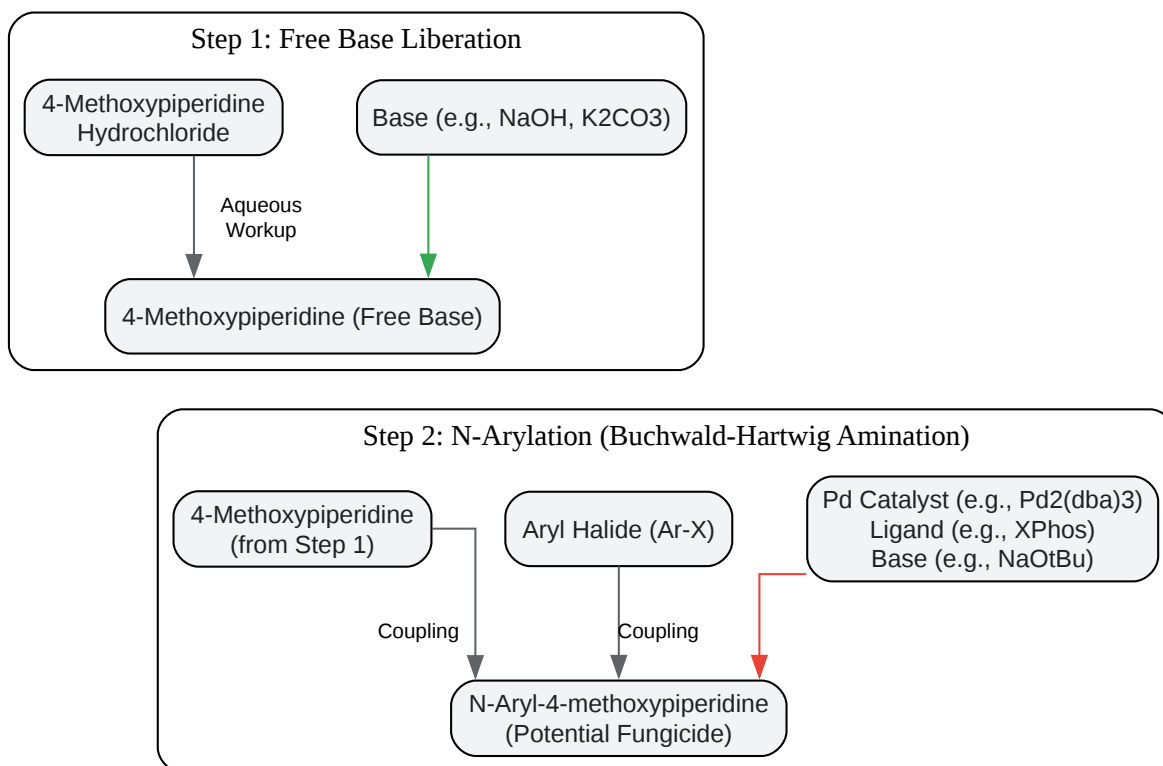 Step 1: Free Base Liberation
4-Methoxypiperidine
Hydrochloride
Base (e.g., NaOH, K2CO3)
Aqueous
Workup
4-Methoxypiperidine (Free Base)
Step 2: N-Arylation (Buchwald-Hartwig Amination)
4-Methoxypiperidine
(from Step 1)
Aryl Halide (Ar-X)
Pd Catalyst (e.g., Pd2(dba)3)
Ligand (e.g., XPhos)
Base (e.g., NaOtBu)
Coupling
Coupling
N-Aryl-4-methoxypiperidine
(Potential Fungicide)